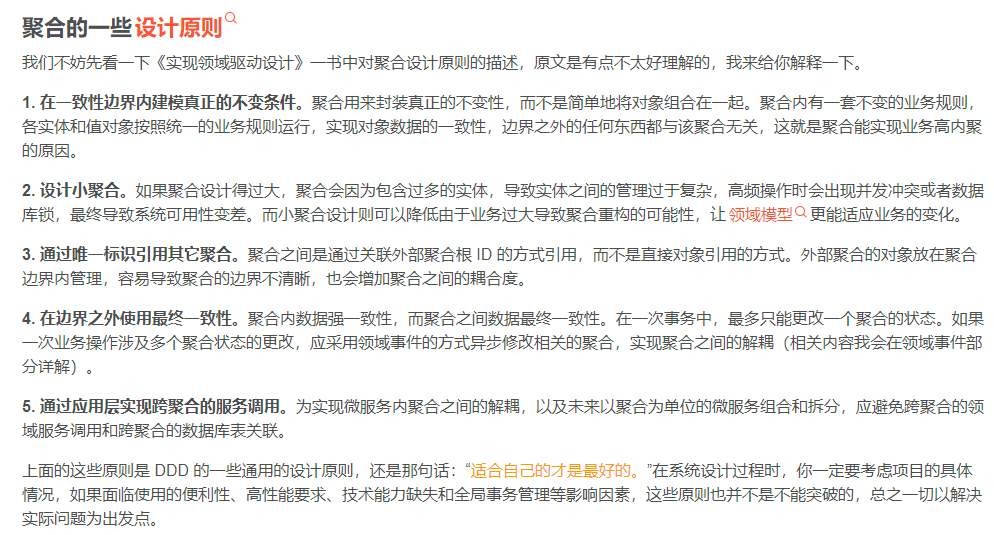 聚合的一些设计原则
我们不妨先看一下《实现领域驱动设计》一书中对聚合设计原则的描述，原文是有点不太好理解的，我来给你解释一下。
1. 在一致性边界内建模真正的不变条件。聚合用来封装真正的不变性，而不是简单地将对象组合在一起。聚合内有一套不变的业务规则，
各实体和值对象按照统一的业务规则运行，实现对象数据的一致性，边界之外的任何东西都与该聚合无关，这就是聚合能实现业务高内聚
的原因。
2. 设计小聚合。如果聚合设计得过大，聚合会因为包含过多的实体，导致实体之间的管理过于复杂，高频操作时会出现并发冲突或者数据
库锁，最终导致系统可用性变差。而小聚合设计则可以降低由于业务过大导致聚合重构的可能性，让领域模型更能适应业务的变化。
3. 通过唯一标识引用其它聚合。聚合之间是通过关联外部聚合根 ID 的方式引用，而不是直接对象引用的方式。外部聚合的对象放在聚合
边界内管理，容易导致聚合的边界不清晰，也会增加聚合之间的耦合度。
4. 在边界之外使用最终一致性。聚合内数据强一致性，而聚合之间数据最终一致性。在一次事务中，最多只能更改一个聚合的状态。如果
一次业务操作涉及多个聚合状态的更改，应采用领域事件的方式异步修改相关的聚合，实现聚合之间的解耦（相关内容我会在领域事件部
分详解）。
5. 通过应用层实现跨聚合的服务调用。为实现微服务内聚合之间的解耦，以及未来以聚合为单位的微服务组合和拆分，应避免跨聚合的领
域服务调用和跨聚合的数据库表关联。
上面的这些原则是 DDD 的一些通用的设计原则，还是那句话：“适合自己的才是最好的。”在系统设计过程时，你一定要考虑项目的具体
情况，如果面临使用的便利性、高性能要求、技术能力缺失和全局事务管理等影响因素，这些原则也并不是不能突破的，总之一切以解决
实际问题为出发点。